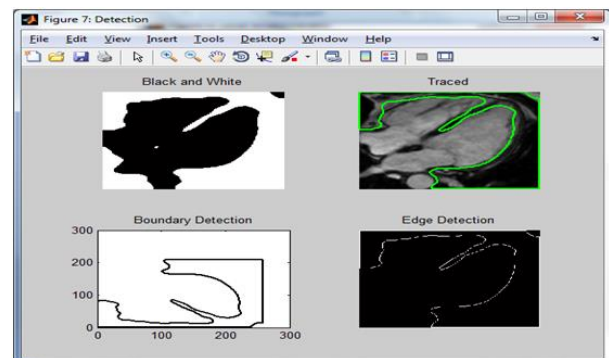 Figure 7: Detection
File Edit View Insert Tools Desktop Window Help
Black and White
Traced
Boundary Detection
Edge Detection
300
200
100
0
0 100 200 300